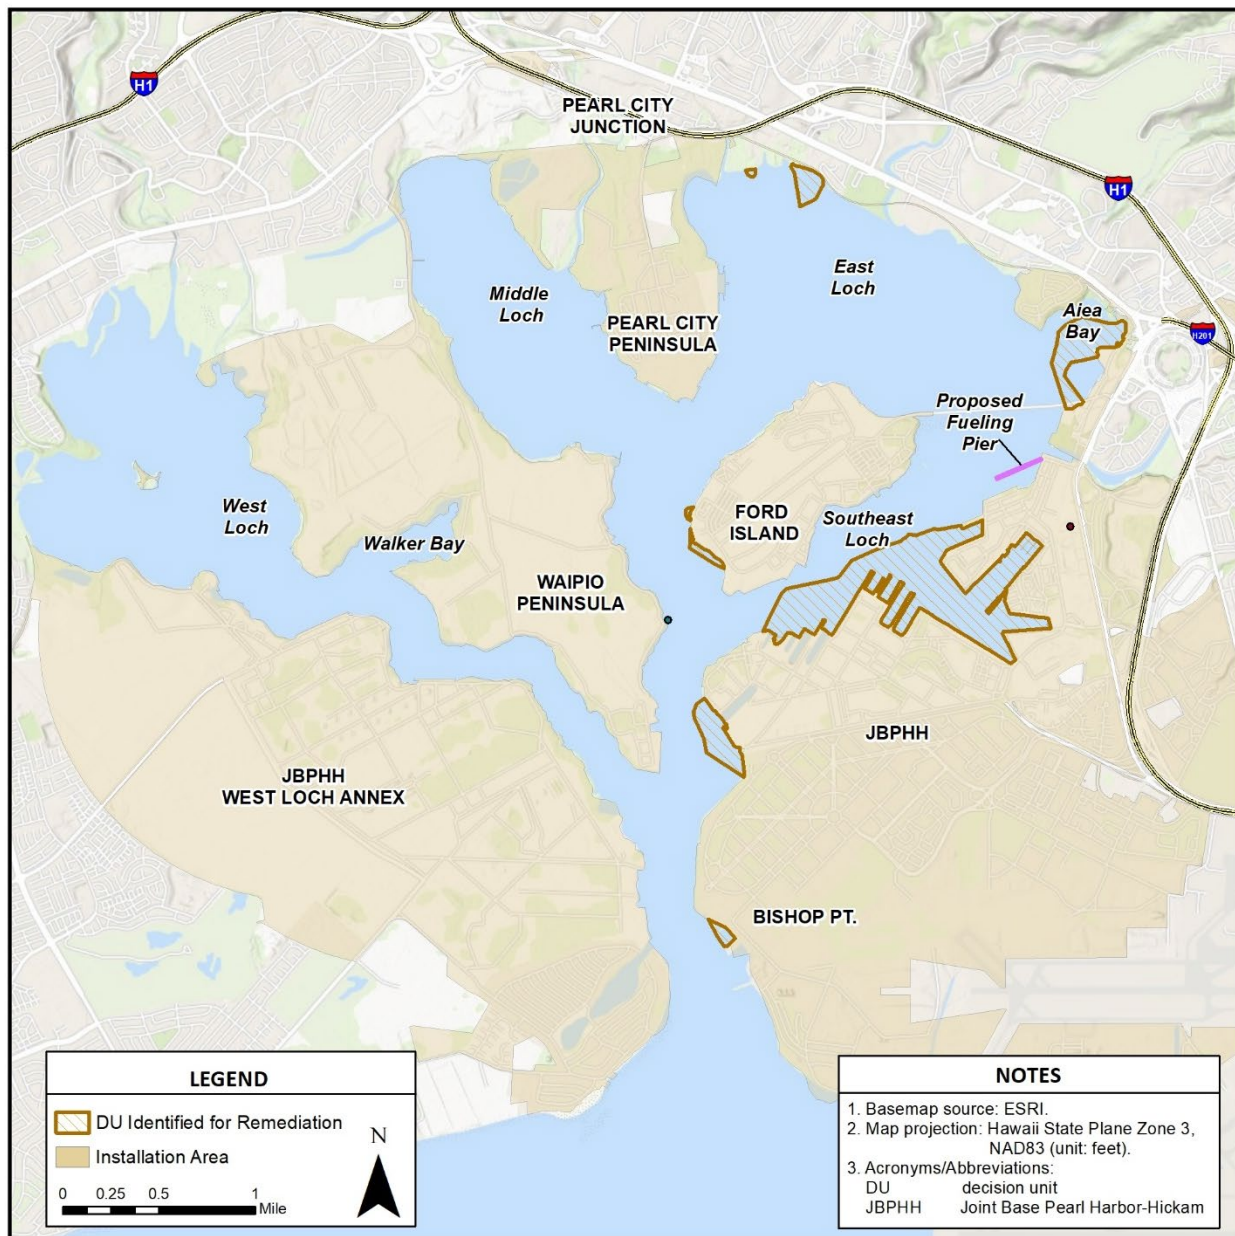 H1
PEARL CITY
JUNCTION
H1
East
Loch
Middle
Loch
Aiea
Bay
PEARL CITY
PENINSULA
H201
Proposed
Fueling
Pier
West
Loch
FORD
ISLAND
Southeast
Loch
Walker Bay
WAIPIO
PENINSULA
JBPHH
JBPHH
WEST LOCH ANNEX
BISHOP PT.
LEGEND
DU Identified for Remediation
Installation Area
N
0 0.25 0.5 1
Mile
NOTES
1. Basemap source: ESRI.
2. Map projection: Hawaii State Plane Zone 3,
NAD83 (unit: feet).
3. Acronyms/Abbreviations:
DU decision unit
JBPHH Joint Base Pearl Harbor-Hickam